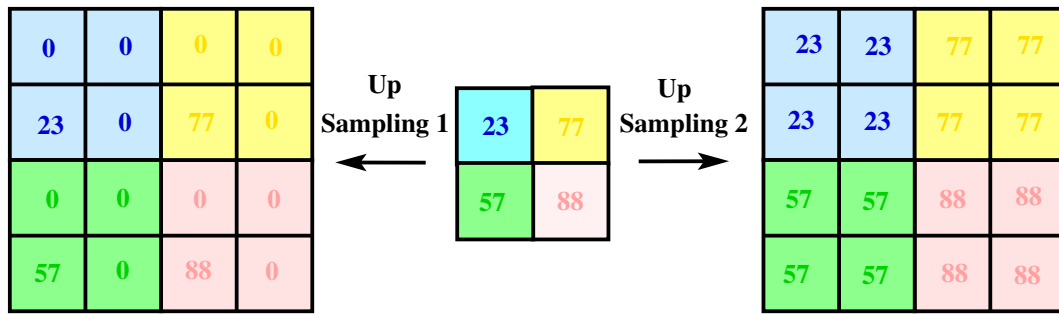 0 0 0 0
23 0 77 0
0 0 0 0
57 0 88 0
Up
Sampling 1
23 77
57 88
Up
Sampling 2
23 23 77 77
23 23 77 77
57 57 88 88
57 57 88 88